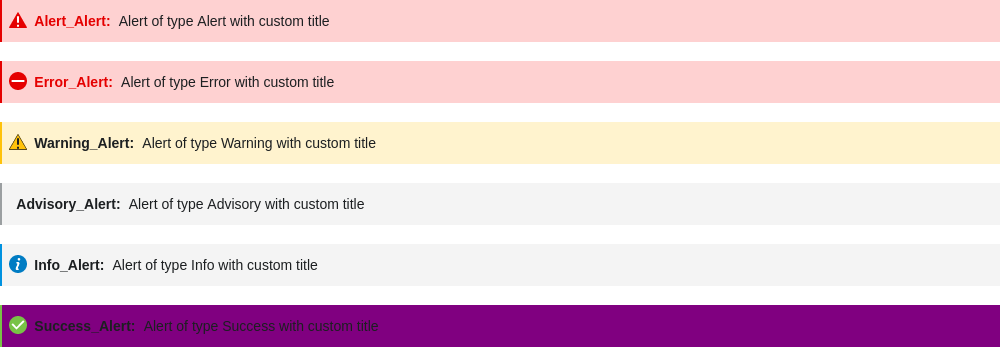 Alert_Alert: Alert of type Alert with custom title
Error_Alert: Alert of type Error with custom title
Warning_Alert: Alert of type Warning with custom title
Advisory_Alert: Alert of type Advisory with custom title
Info_Alert: Alert of type Info with custom title
Success_Alert: Alert of type Success with custom title